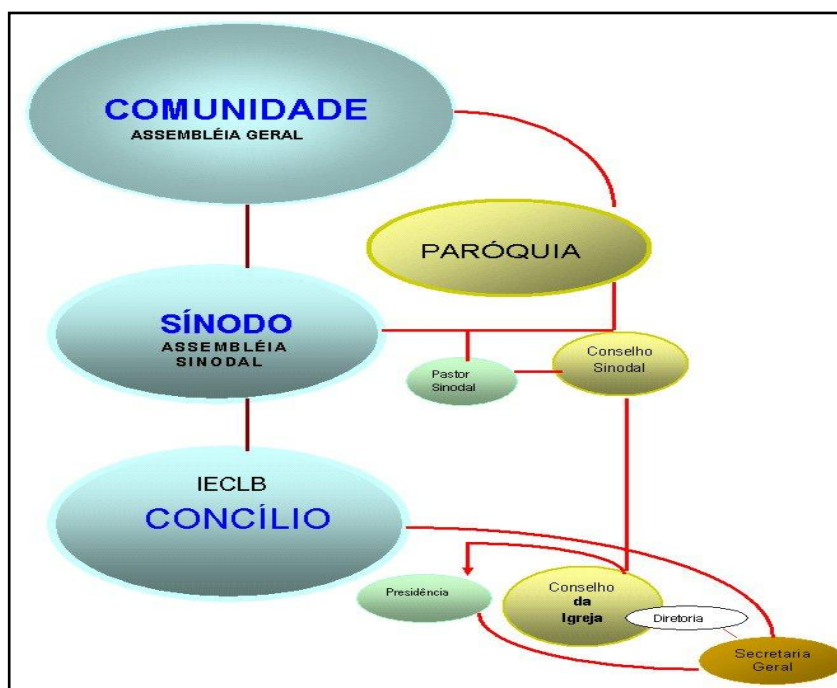 COMUNIDADE
ASSEMBLÉIA GERAL
PARÓQUIA
SÍNODO
ASSEMBLÉIA
SINODAL
Pastor
Sinodal
Conselho
Sinodal
IECLB
CONCÍLIO
Presidência
Conselho
da
Igreja
Diretoria
Secretaria
Geral